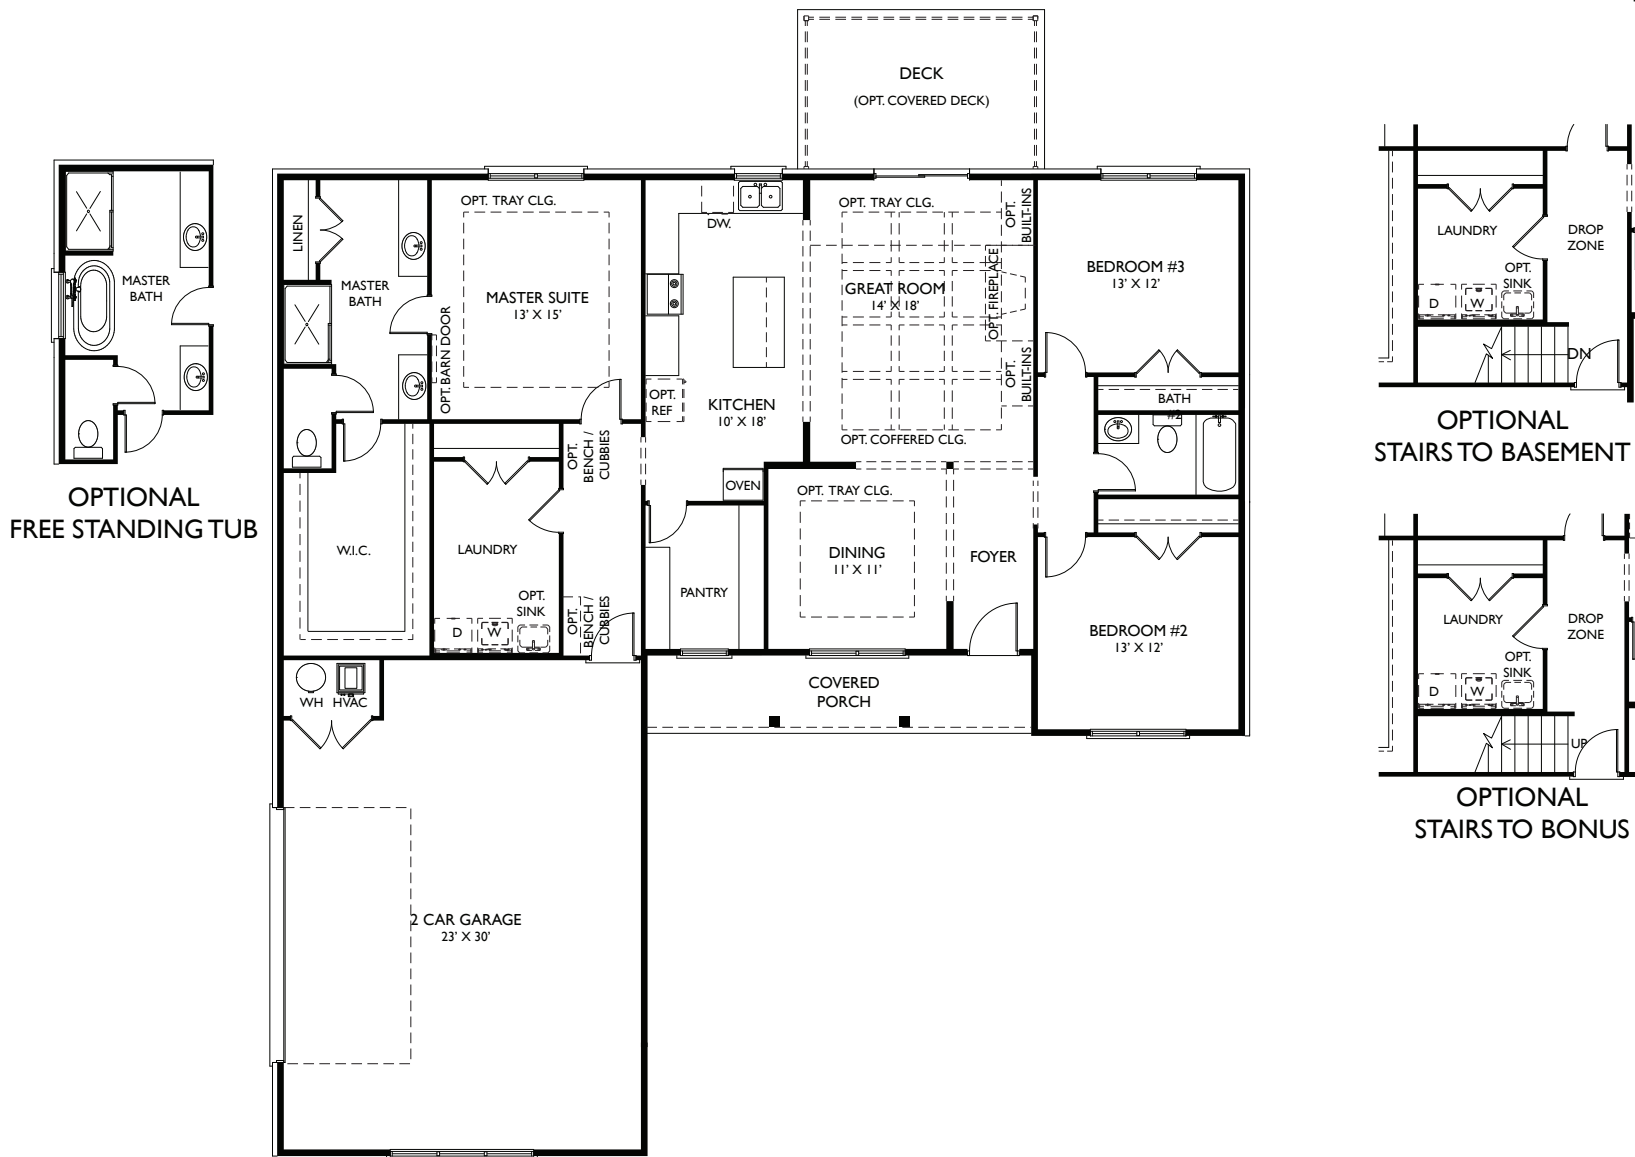 DECK
(OPT. COVERED DECK)
MASTER
BATH
OPTIONAL
FREE STANDING TUB
LINEN
MASTER
BATH
OPT. TRAY CLG.
MASTER SUITE
13' X 15'
OPT. BARN DOOR
DW.
OPT.
REF
KITCHEN
10' X 18'
OVEN
OPT. TRAY CLG.
GREAT ROOM
14' X 18'
OPT.
BUILT-INS
OPT. FIREPLACE
OPT.
BUILT-INS
OPT. COFFERED CLG.
BEDROOM #3
13' X 12'
BATH
#2
W.I.C.
LAUNDRY
OPT.
SINK
D
W
OPT.
BENCH /
CUBBIES
OPT.
BENCH /
CUBBIES
PANTRY
OPT. TRAY CLG.
DINING
11' X 11'
FOYER
BEDROOM #2
13' X 12'
COVERED
PORCH
WH
HVAC
2 CAR GARAGE
23' X 30'
LAUNDRY
DROP
ZONE
OPT.
SINK
D
W
DN
OPTIONAL
STAIRS TO BASEMENT
LAUNDRY
DROP
ZONE
OPT.
SINK
D
W
UP
OPTIONAL
STAIRS TO BONUS